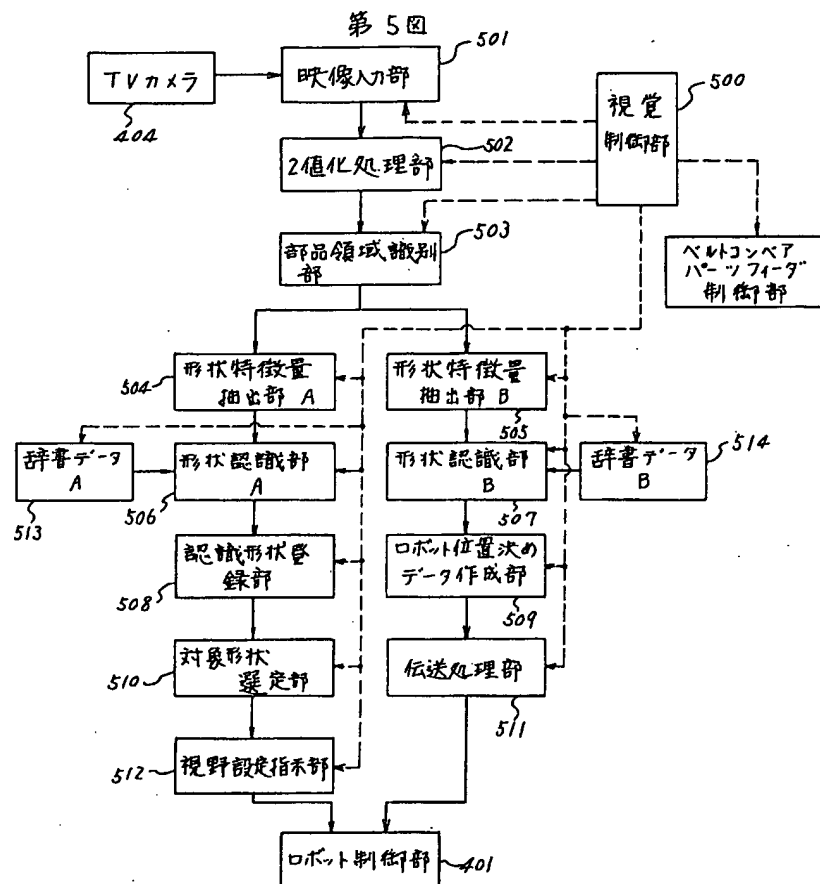 第5図
501
TVカメラ
映像入力部
404
500
視覚
制御部
502
2値化処理部
503
部品領域識別
部
ベルトコンベア
パーツフィーダ
制御部
504
形状特徴量
抽出部 A
形状特徴量
抽出部 B
505
辞書データ
A
513
形状認識部
A
506
形状認識部
B
507
辞書データ
B
514
認識形状登
録部
508
ロボット位置決め
データ作成部
509
対象形状
選定部
510
伝送処理部
511
視野設定指示部
512
ロボット制御部
401